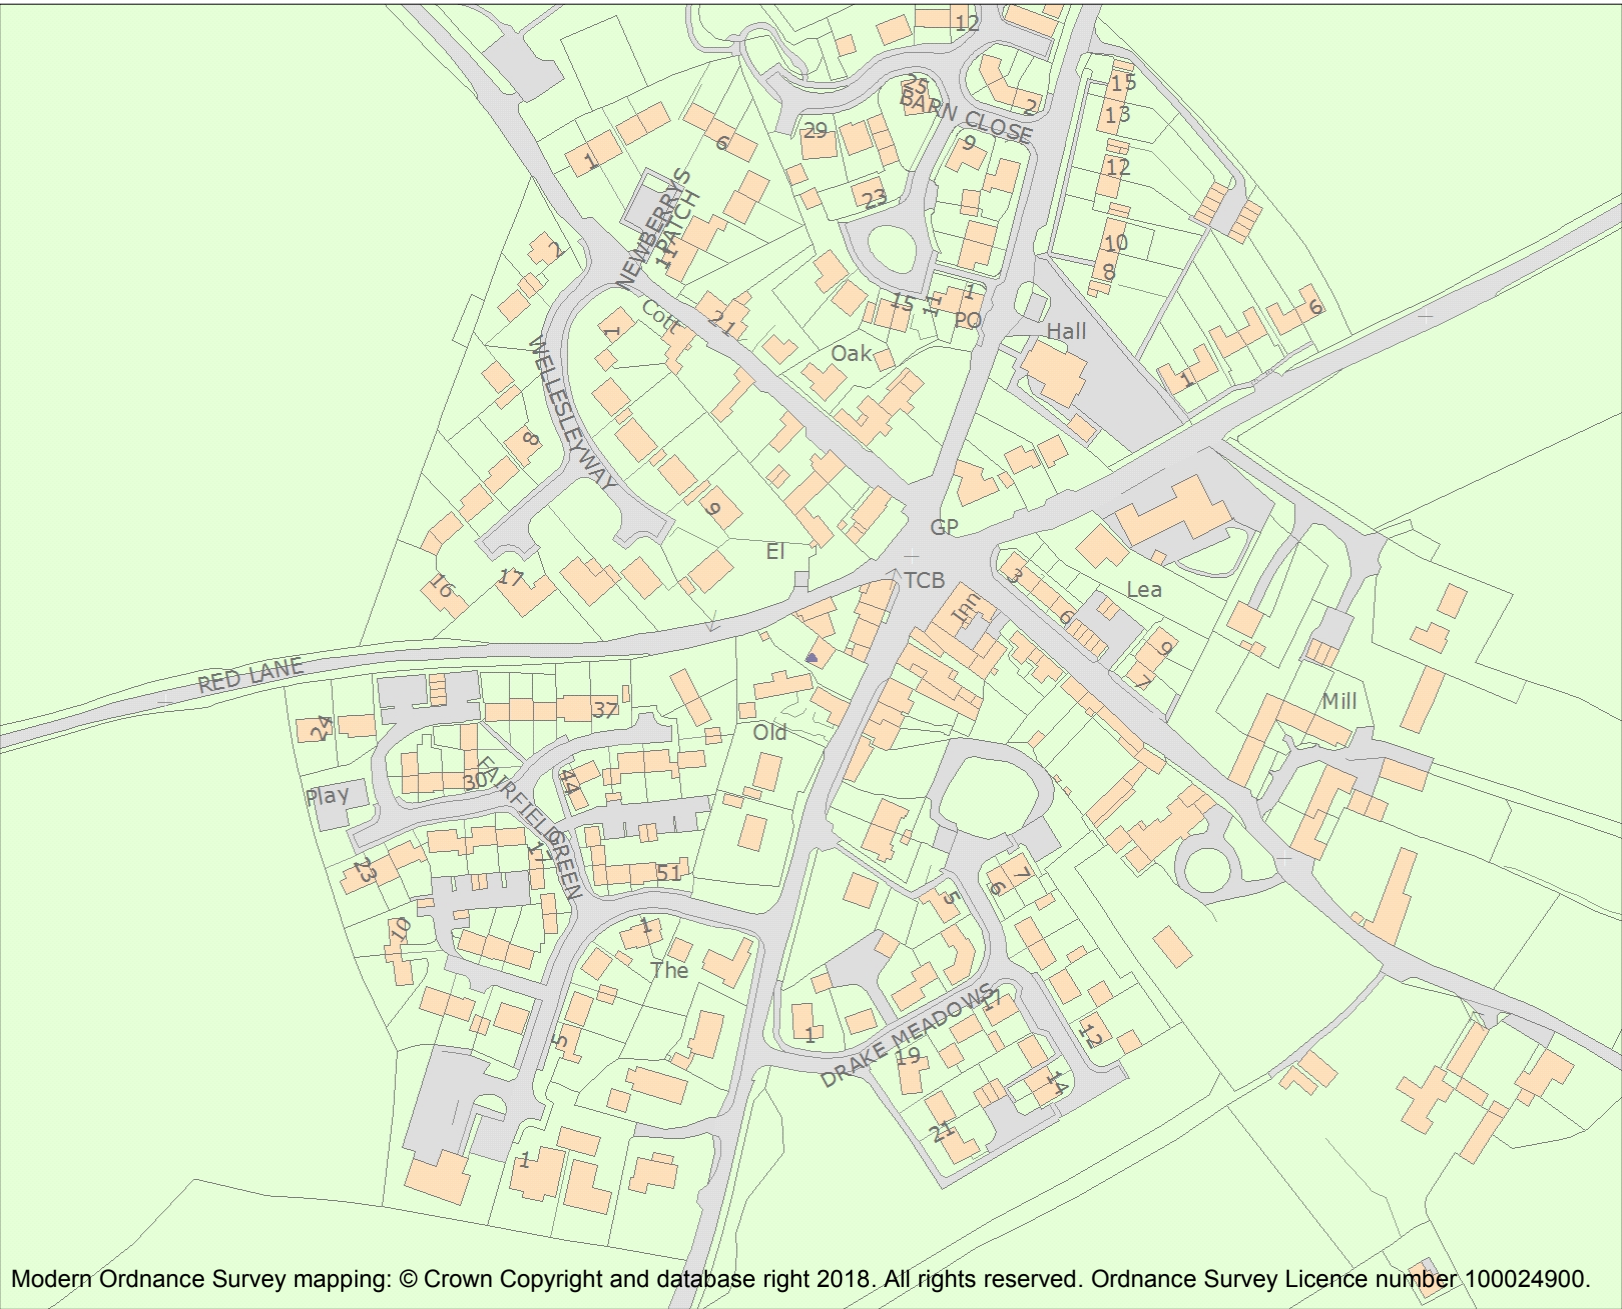 12
25
BARN CLOSE
2
15
13
29
9
6
1
12
23
NEWBERRYS
PATCH
11
2
10
8
15
11
1
PO
6
Cott
21
1
Hall
Oak
WELLESLEYWAY
1
8
9
GP
El
TCB
3
Lea
17
16
Inn
6
9
7
RED LANE
Mill
24
37
Old
30
44
Play
FAIRFIELD
GREEN
17
23
51
7
6
5
10
1
The
17
DRAKE MEADOWS
1
12
5
19
14
21
1
Modern Ordnance Survey mapping: © Crown Copyright and database right 2018. All rights reserved. Ordnance Survey Licence number 100024900.